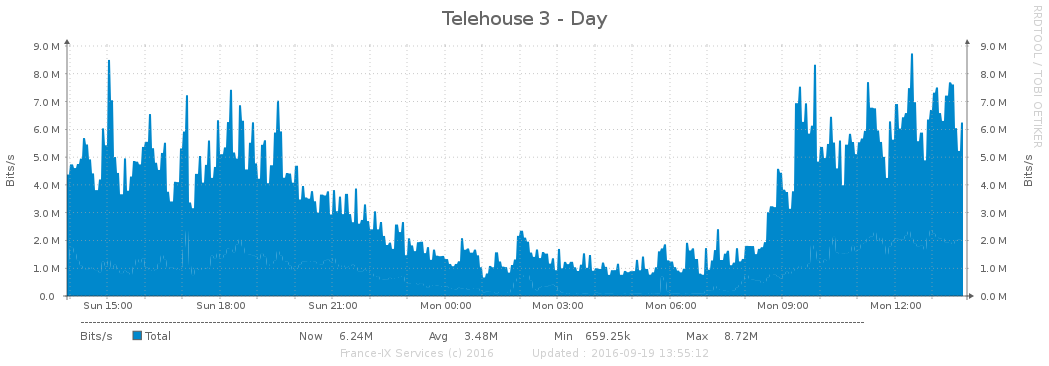 Telehouse 3 - Day
RRDTOOL / TOBI OETIKER
Bits/s
9.0 M 9.0 M
8.0 M 8.0 M
7.0 M 7.0 M
6.0 M 6.0 M
5.0 M 5.0 M
4.0 M 4.0 M
3.0 M 3.0 M
2.0 M 2.0 M
1.0 M 1.0 M
0.0 0.0 M
Bits/s
Sun 15:00 Sun 18:00 Sun 21:00 Mon 00:00 Mon 03:00 Mon 06:00 Mon 09:00 Mon 12:00
Bits/s Total Now 6.24M Avg 3.48M Min 659.25k Max 8.72M
France-IX Services (c) 2016 Updated : 2016-09-19 13:55:12